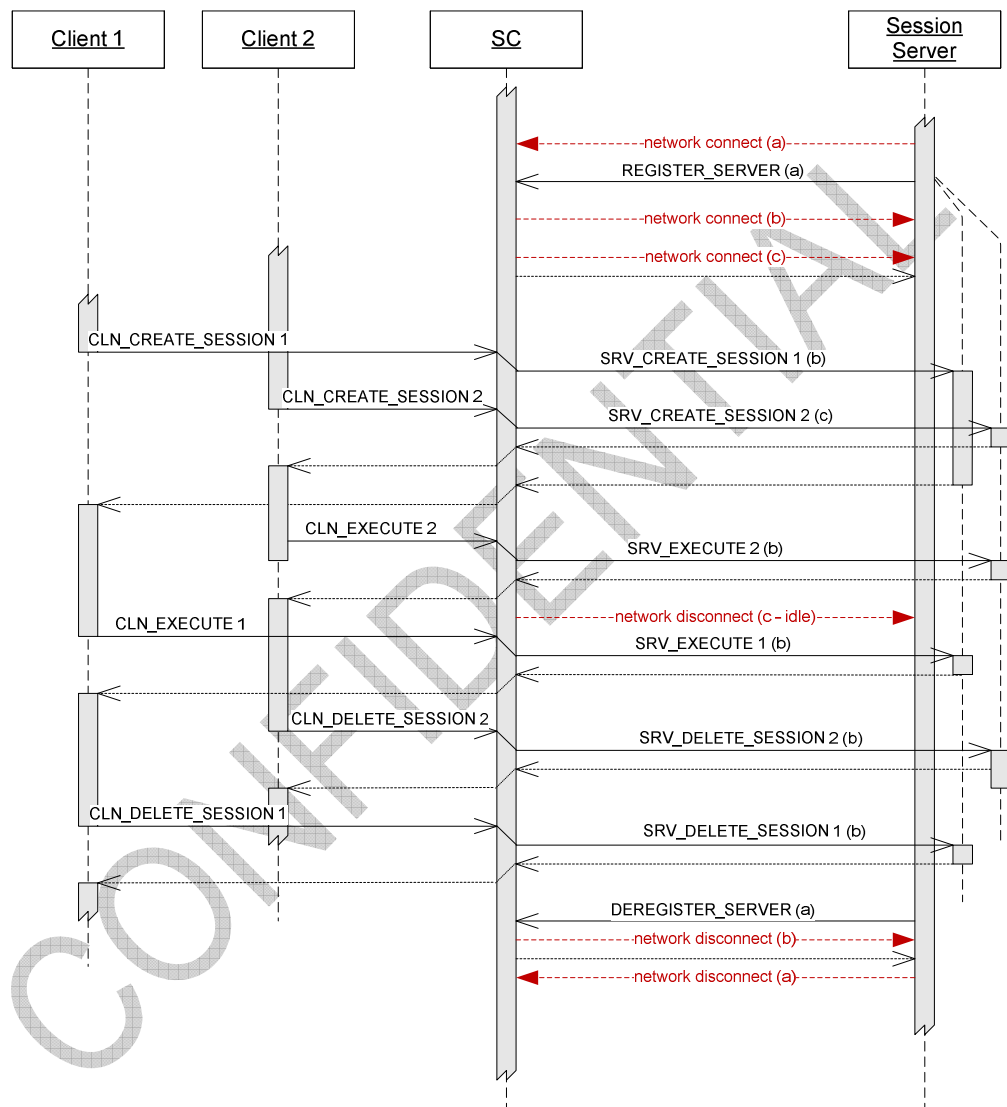 Client 1
Client 2
SC
Session
Server
network connect (a)
REGISTER_SERVER (a)
network connect (b)
network connect (c)
CLN_CREATE_SESSION 1
SRV_CREATE_SESSION 1 (b)
CLN_CREATE_SESSION 2
SRV_CREATE_SESSION 2 (c)
CLN_EXECUTE 2
SRV_EXECUTE 2 (b)
network disconnect (c - idle)
CLN_EXECUTE 1
SRV_EXECUTE 1 (b)
CLN_DELETE_SESSION 2
SRV_DELETE_SESSION 2 (b)
CLN_DELETE_SESSION 1
SRV_DELETE_SESSION 1 (b)
DEREGISTER_SERVER (a)
network disconnect (b)
network disconnect (a)
CONFIDENTIAL